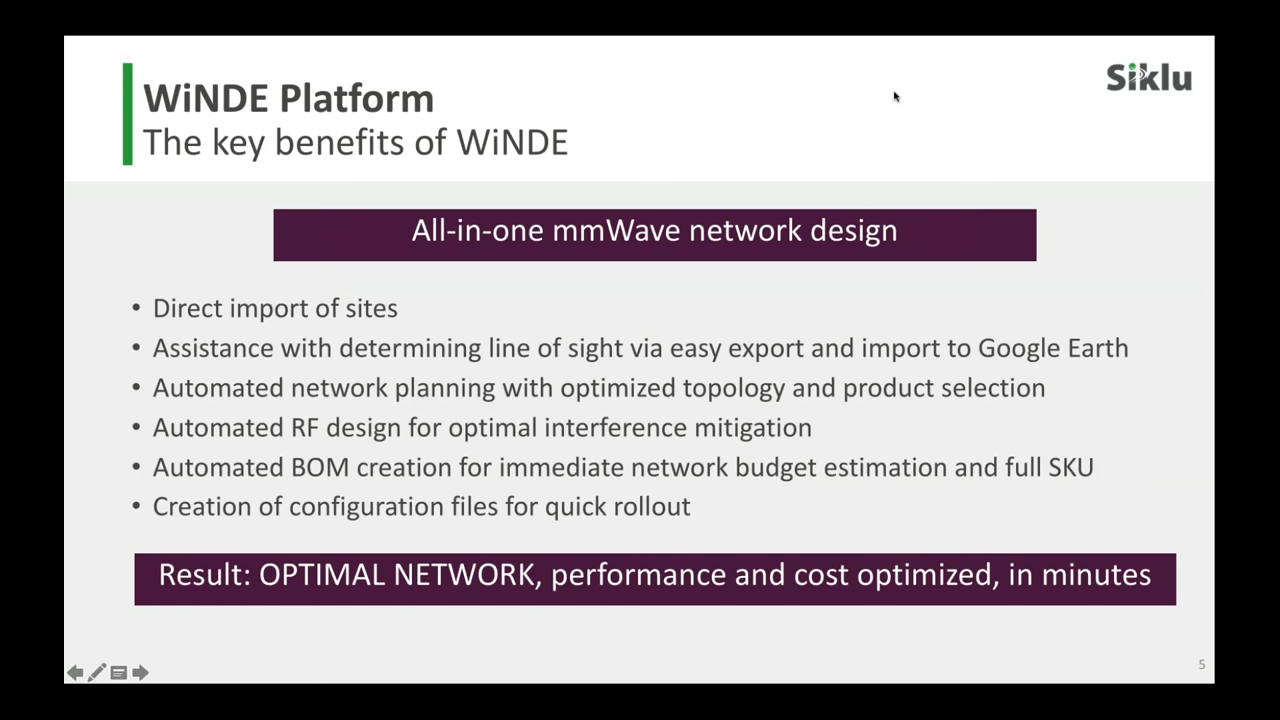 WiNDE Platform
Siklu
The key benefits of WiNDE
All-in-one mmWave network design
• Direct import of sites
• Assistance with determining line of sight via easy export and import to Google Earth
• Automated network planning with optimized topology and product selection
• Automated RF design for optimal interference mitigation
• Automated BOM creation for immediate network budget estimation and full SKU
• Creation of configuration files for quick rollout
Result: OPTIMAL NETWORK, performance and cost optimized, in minutes
5